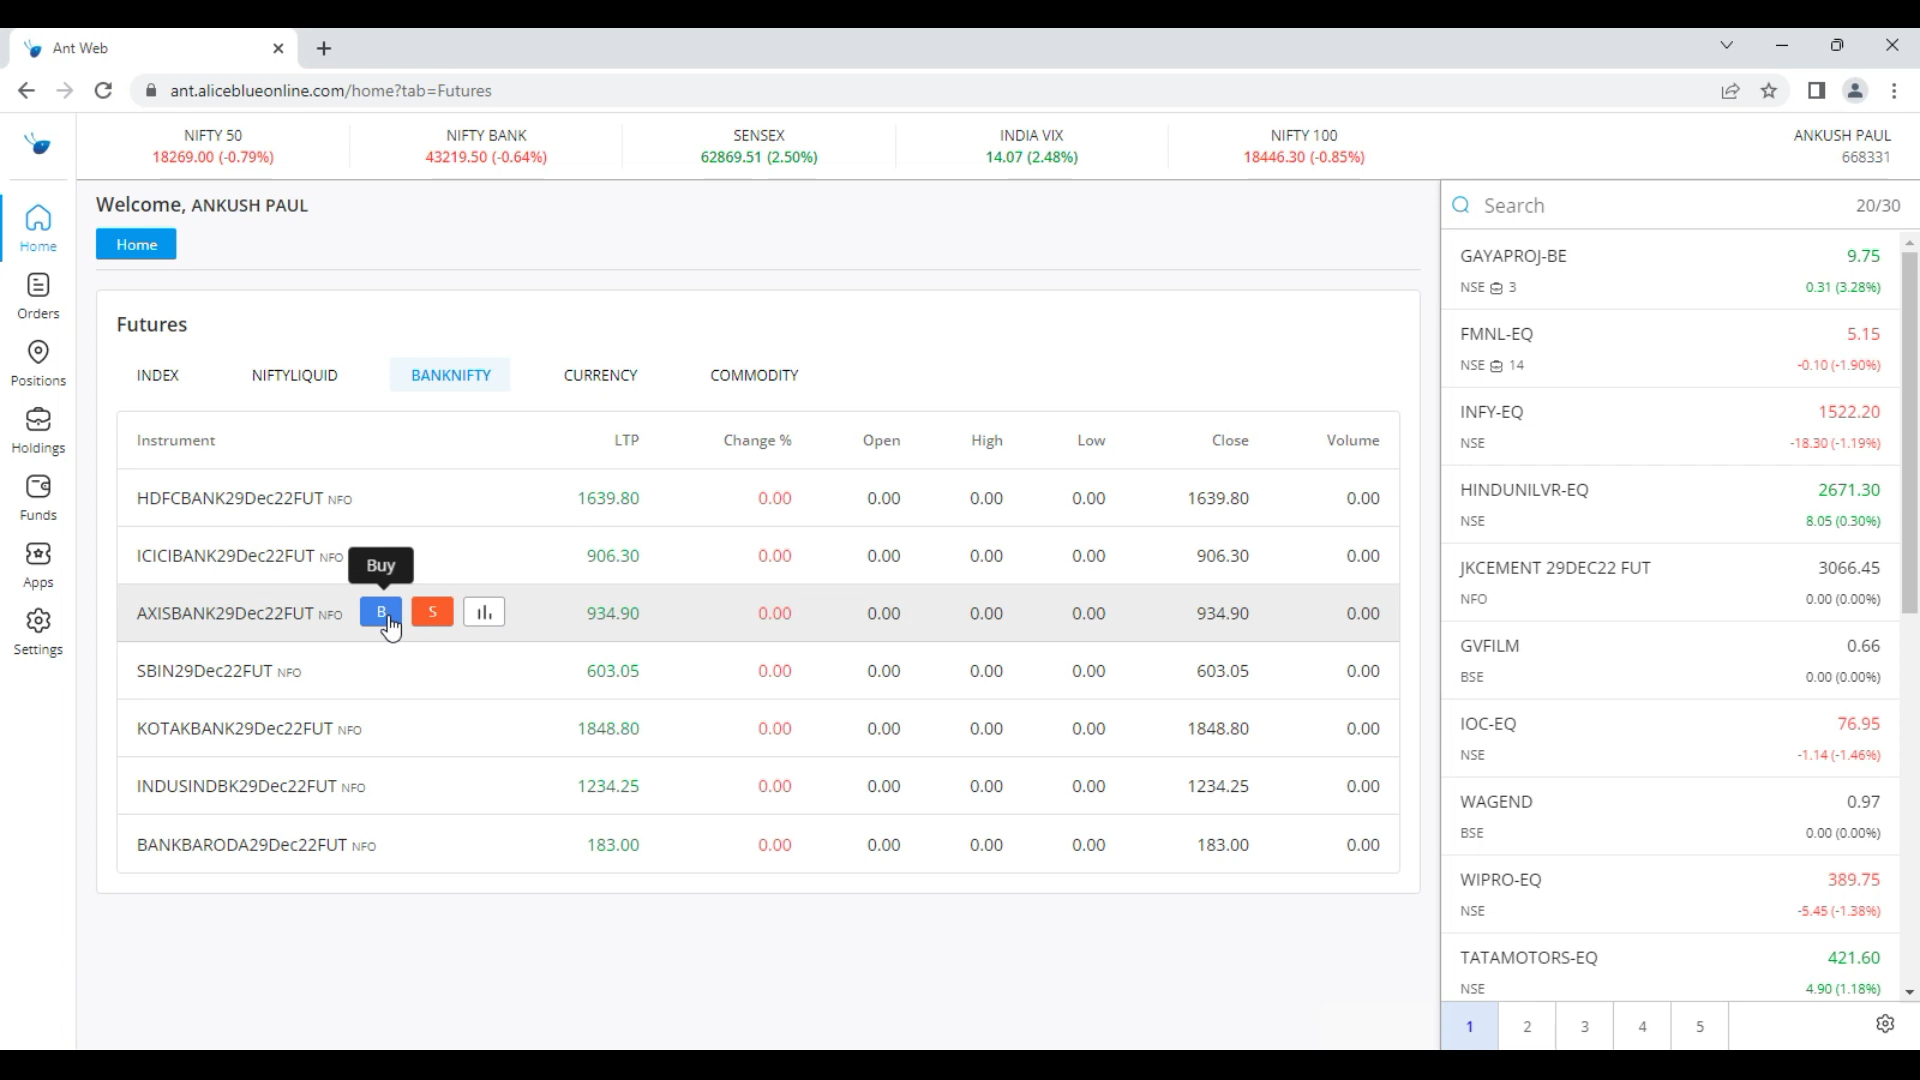 Ant Web
ant.aliceblueonline.com/home?tab=Futures
NIFTY 50 NIFTY BANK SENSEX INDIA VIX NIFTY 100 ANKUSH PAUL
18269.00 (-0.79%) 43219.50 (-0.64%) 62869.51 (2.50%) 14.07 (2.48%) 18446.30 (-0.85%) 668331
Home
Orders
Positions
Holdings
Funds
Apps
Settings
Welcome, ANKUSH PAUL
Home
Futures
INDEX NIFTYLIQUID BANKNIFTY CURRENCY COMMODITY
Instrument LTP Change % Open High Low Close Volume
HDFCBANK29Dec22FUT NFO 1639.80 0.00 0.00 0.00 0.00 1639.80 0.00
ICICIBANK29Dec22FUT NFO 906.30 0.00 0.00 0.00 0.00 906.30 0.00
Buy
AXISBANK29Dec22FUT NFO B S 934.90 0.00 0.00 0.00 0.00 934.90 0.00
SBIN29Dec22FUT NFO 603.05 0.00 0.00 0.00 0.00 603.05 0.00
KOTAKBANK29Dec22FUT NFO 1848.80 0.00 0.00 0.00 0.00 1848.80 0.00
INDUSINDBK29Dec22FUT NFO 1234.25 0.00 0.00 0.00 0.00 1234.25 0.00
BANKBARODA29Dec22FUT NFO 183.00 0.00 0.00 0.00 0.00 183.00 0.00
Search 20/30
GAYAPROJ-BE 9.75
NSE 3 0.31 (3.28%)
FMNL-EQ 5.15
NSE 14 -0.10 (-1.90%)
INFY-EQ 1522.20
NSE -18.30 (-1.19%)
HINDUNILVR-EQ 2671.30
NSE 8.05 (0.30%)
JKCEMENT 29DEC22 FUT 3066.45
NFO 0.00 (0.00%)
GVFILM 0.66
BSE 0.00 (0.00%)
IOC-EQ 76.95
NSE -1.14 (-1.46%)
WAGEND 0.97
BSE 0.00 (0.00%)
WIPRO-EQ 389.75
NSE -5.45 (-1.38%)
TATAMOTORS-EQ 421.60
NSE 4.90 (1.18%)
1 2 3 4 5